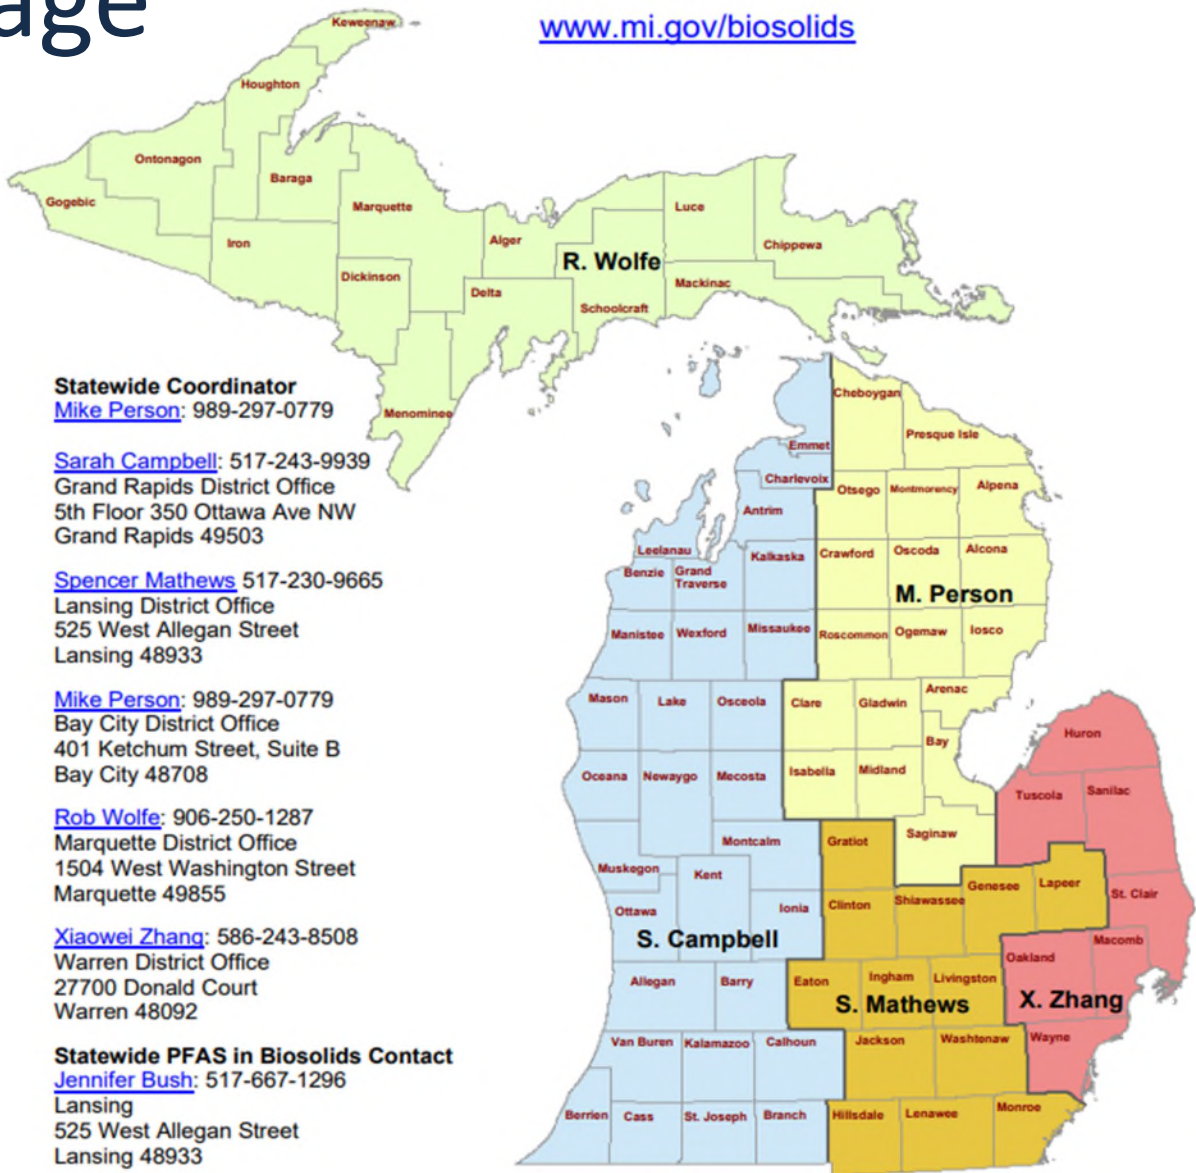 age
www.mi.gov/biosolids
Keweenaw
Houghton
Ontonagon
Baraga
Gogebic
Marquette
Luce
Iron
Alger
Chippewa
R. Wolfe
Dickinson
Delta
Mackinac
Schoolcraft
Menominee
Statewide Coordinator
Mike Person: 989-297-0779
Sarah Campbell: 517-243-9939
Grand Rapids District Office
5th Floor 350 Ottawa Ave NW
Grand Rapids 49503
Spencer Mathews 517-230-9665
Lansing District Office
525 West Allegan Street
Lansing 48933
Mike Person: 989-297-0779
Bay City District Office
401 Ketchum Street, Suite B
Bay City 48708
Rob Wolfe: 906-250-1287
Marquette District Office
1504 West Washington Street
Marquette 49855
Xiaowei Zhang: 586-243-8508
Warren District Office
27700 Donald Court
Warren 48092
Statewide PFAS in Biosolids Contact
Jennifer Bush: 517-667-1296
Lansing
525 West Allegan Street
Lansing 48933
Cheboygan
Presque Isle
Emmet
Charlevoix
Otsego Montmorency Alpena
Antrim
Leelanau
Kalkaska Crawford Oscoda Alcona
Benzie Grand
Traverse
M. Person
Manistee Wexford Missaukee Roscommon Ogemaw Iosco
Mason Lake Osceola Clare Gladwin Arenac
Huron
Bay
Oceana Newaygo Mecosta Isabella Midland
Tuscola Sanilac
Montcalm Gratiot Saginaw
Muskegon Kent
Genesee Lapeer St. Clair
Ottawa Ionia Clinton Shiawassee
S. Campbell
Macomb
Oakland
Allegan Barry Eaton Ingham Livingston
S. Mathews X. Zhang
Van Buren Kalamazoo Calhoun Jackson Washtenaw Wayne
Berrien Cass St. Joseph Branch Hillsdale Lenawee Monroe